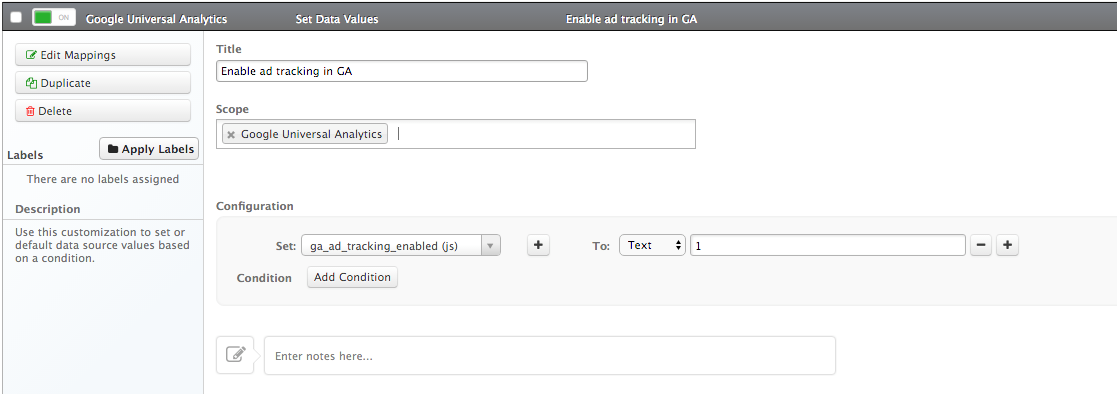 ON Google Universal Analytics Set Data Values Enable ad tracking in GA
Edit Mappings
Duplicate
Delete
Labels Apply Labels
There are no labels assigned
Description
Use this customization to set or
default data source values based
on a condition.
Title
Enable ad tracking in GA
Scope
Google Universal Analytics
Configuration
Set: ga_ad_tracking_enabled (js) To: Text 1
Condition Add Condition
Enter notes here...